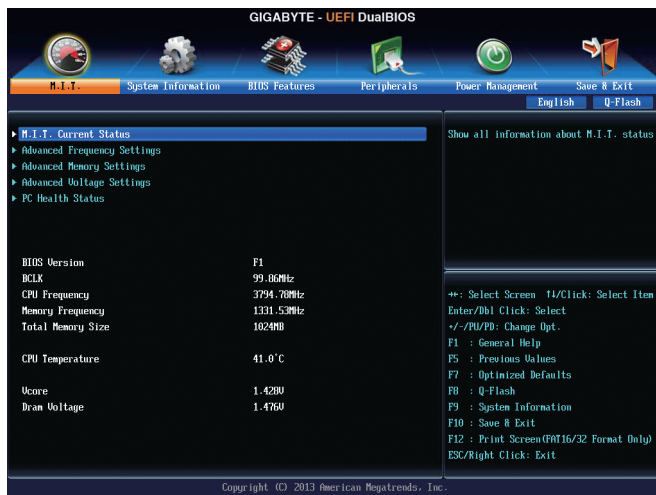 GIGABYTE - UEFI DualBIOS
M.I.T. System Information BIOS Features Peripherals Power Management Save & Exit
English Q-Flash
M.I.T. Current Status
Show all information about M.I.T. status
Advanced Frequency Settings
Advanced Memory Settings
Advanced Voltage Settings
PC Health Status
BIOS Version F1
BCLK 99.86MHz
CPU Frequency 3794.78MHz
Memory Frequency 1331.53MHz
Total Memory Size 1024MB
CPU Temperature 41.0°C
Vcore 1.428V
Dram Voltage 1.476V
→←: Select Screen ↑↓/Click: Select Item
Enter/Dbl Click: Select
+/-/PU/PD: Change Opt.
F1 : General Help
F5 : Previous Values
F7 : Optimized Defaults
F8 : Q-Flash
F9 : System Information
F10 : Save & Exit
F12 : Print Screen(FAT16/32 Format Only)
ESC/Right Click: Exit
Copyright (C) 2013 American Megatrends, Inc.